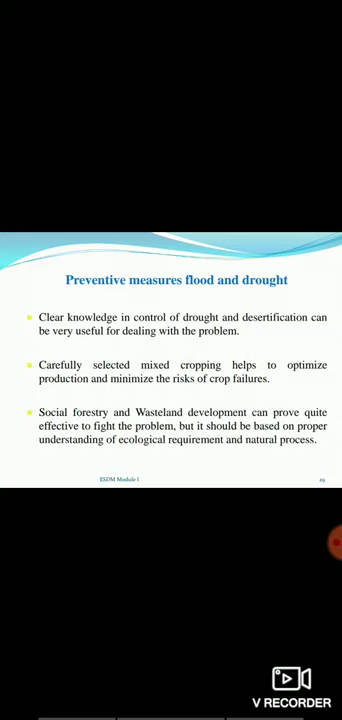 Preventive measures flood and drought
Clear knowledge in control of drought and desertification can
be very useful for dealing with the problem.
Carefully selected mixed cropping helps to optimize
production and minimize the risks of crop failures.
Social forestry and Wasteland development can prove quite
effective to fight the problem, but it should be based on proper
understanding of ecological requirement and natural process.
ESDM Module 1
19
V RECORDER